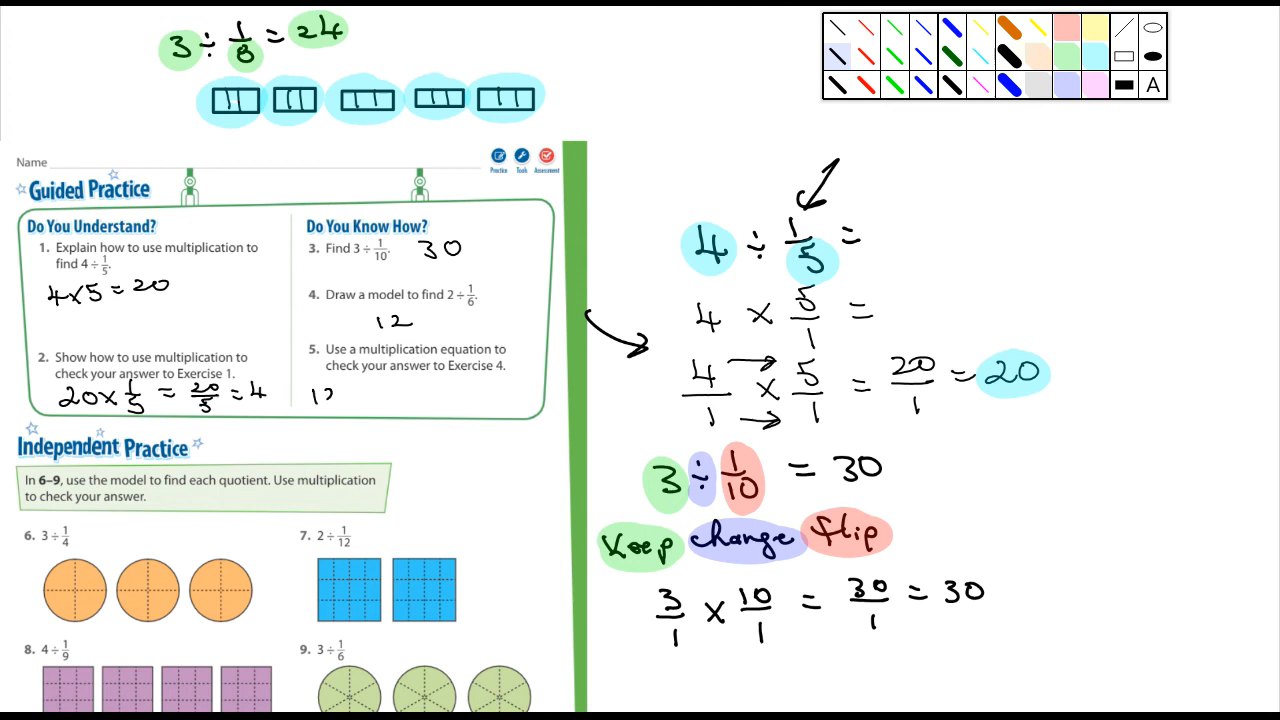 3 ÷ 1/8 = 24
Name
Practice Tools Assessment
Guided Practice
Do You Understand?
1. Explain how to use multiplication to
find 4 ÷ 1/5.
4 x 5 = 20
2. Show how to use multiplication to
check your answer to Exercise 1.
20 x 1/5 = 20/5 = 4
Do You Know How?
3. Find 3 ÷ 1/10. 30
4. Draw a model to find 2 ÷ 1/6.
12
5. Use a multiplication equation to
check your answer to Exercise 4.
12
Independent Practice
In 6–9, use the model to find each quotient. Use multiplication
to check your answer.
6. 3 ÷ 1/4
7. 2 ÷ 1/12
8. 4 ÷ 1/9
9. 3 ÷ 1/6
A
4 ÷ 1/5 =
4 x 5/1 =
4/1 x 5/1 = 20/1 = 20
3 ÷ 1/10 = 30
Keep change flip
3/1 x 10/1 = 30/1 = 30